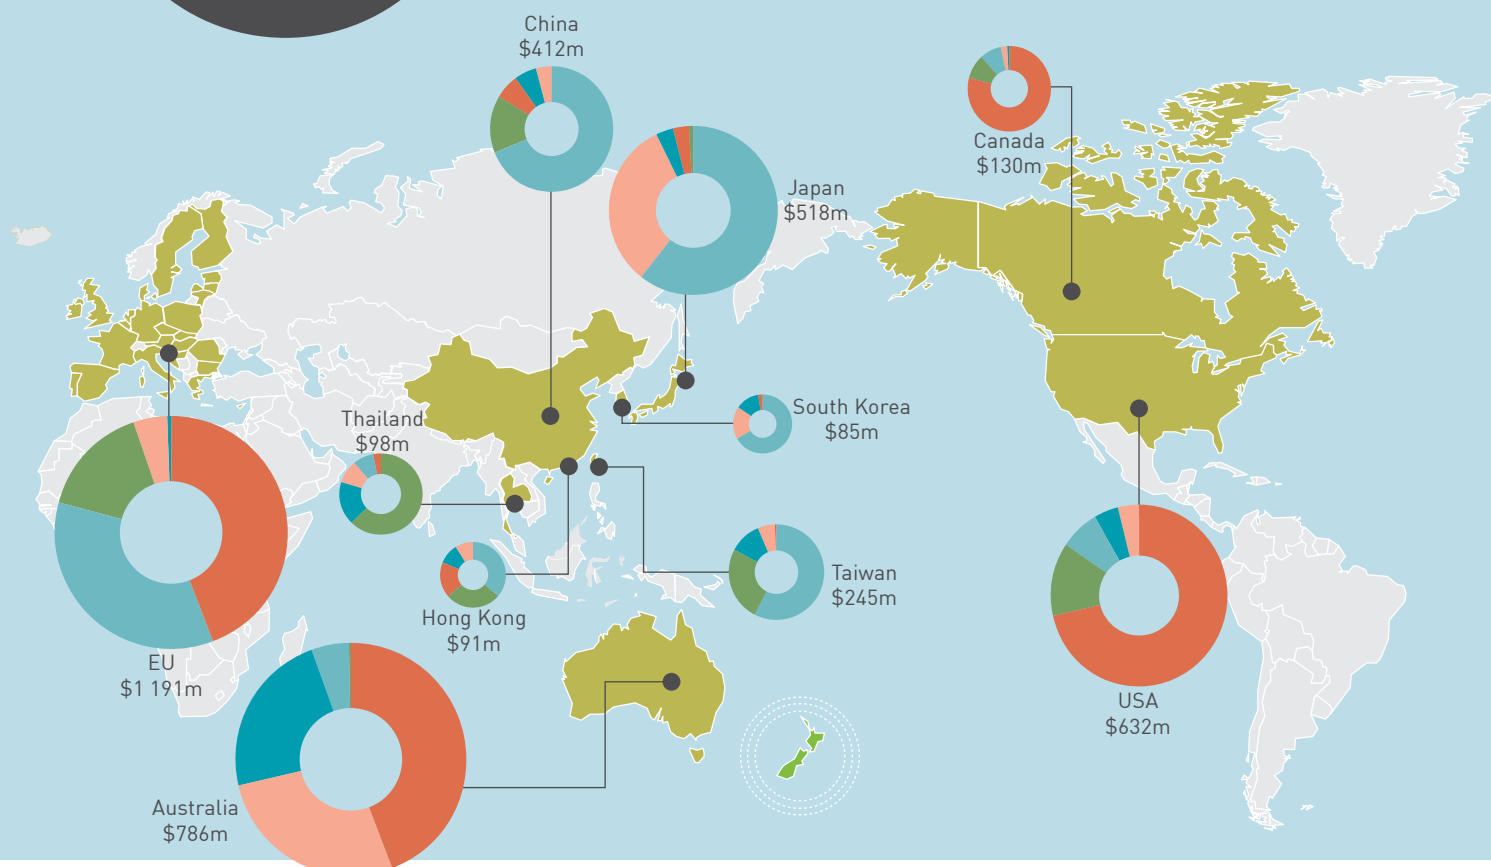 China
$412m
Canada
$130m
Japan
$518m
Thailand
$98m
South Korea
$85m
Hong Kong
$91m
Taiwan
$245m
EU
$1 191m
USA
$632m
Australia
$786m